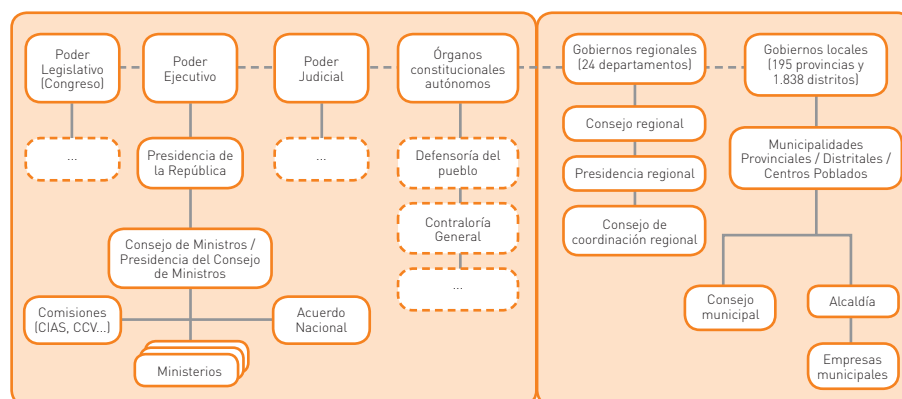 Poder
Legislativo
(Congreso)
Poder
Ejecutivo
Poder
Judicial
Órganos
constitucionales
autónomos
Gobiernos regionales
(24 departamentos)
Gobiernos locales
(195 provincias y
1.838 distritos)
...
Presidencia de
la República
...
Defensoría del
pueblo
Consejo regional
Municipalidades
Provinciales / Distritales /
Centros Poblados
Presidencia regional
Contraloría
General
Consejo de
coordinación regional
Consejo de Ministros /
Presidencia del Consejo
de Ministros
...
Comisiones
(CIAS, CCV...)
Acuerdo
Nacional
Consejo
municipal
Alcaldía
Ministerios
Empresas
municipales